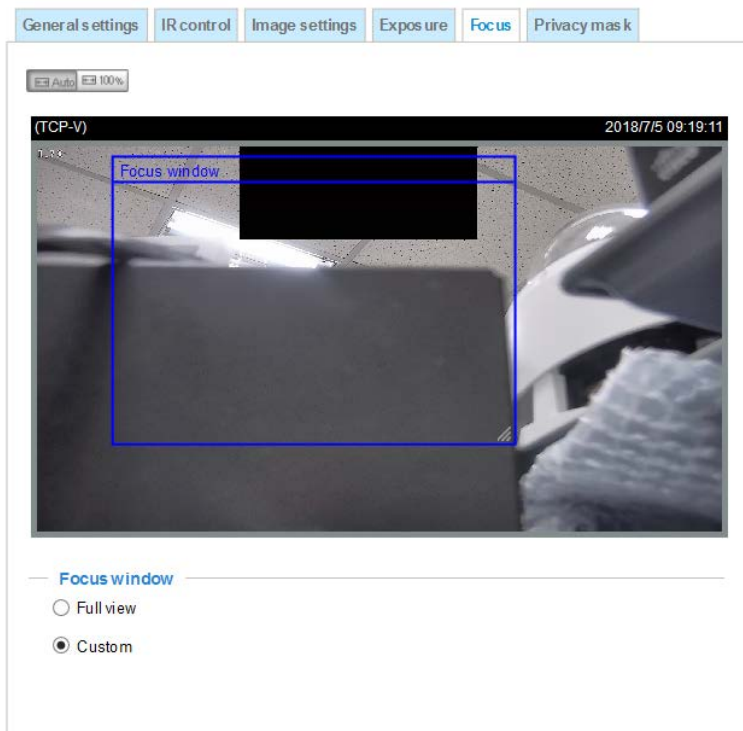 General settings IR control Image settings Exposure Focus Privacy mask
Auto 100%
(TCP-V) 2018/7/5 09:19:11
Focus window
Focus window
Full view
Custom